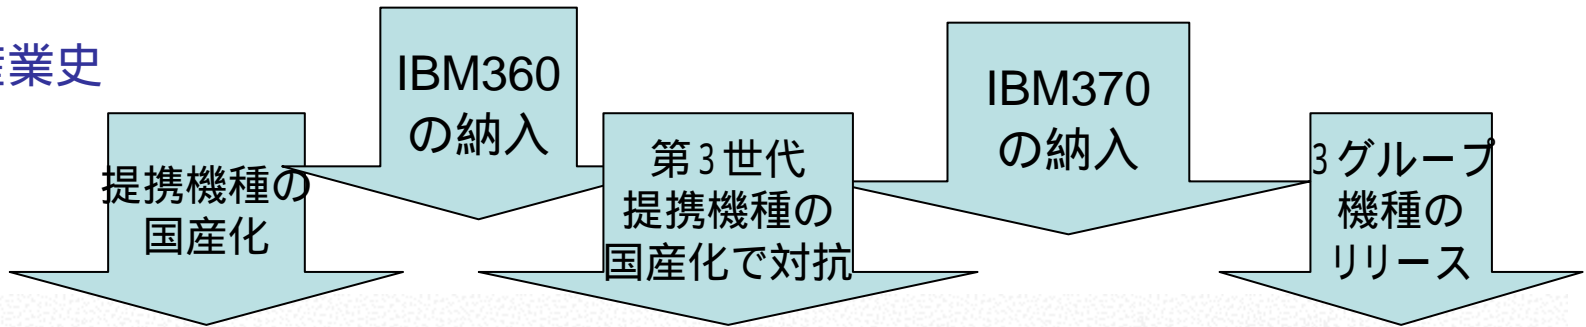 業史
提携機種の
国産化
IBM360
の納入
第3世代
提携機種の
国産化で対抗
IBM370
の納入
3グループ
機種の
リリース